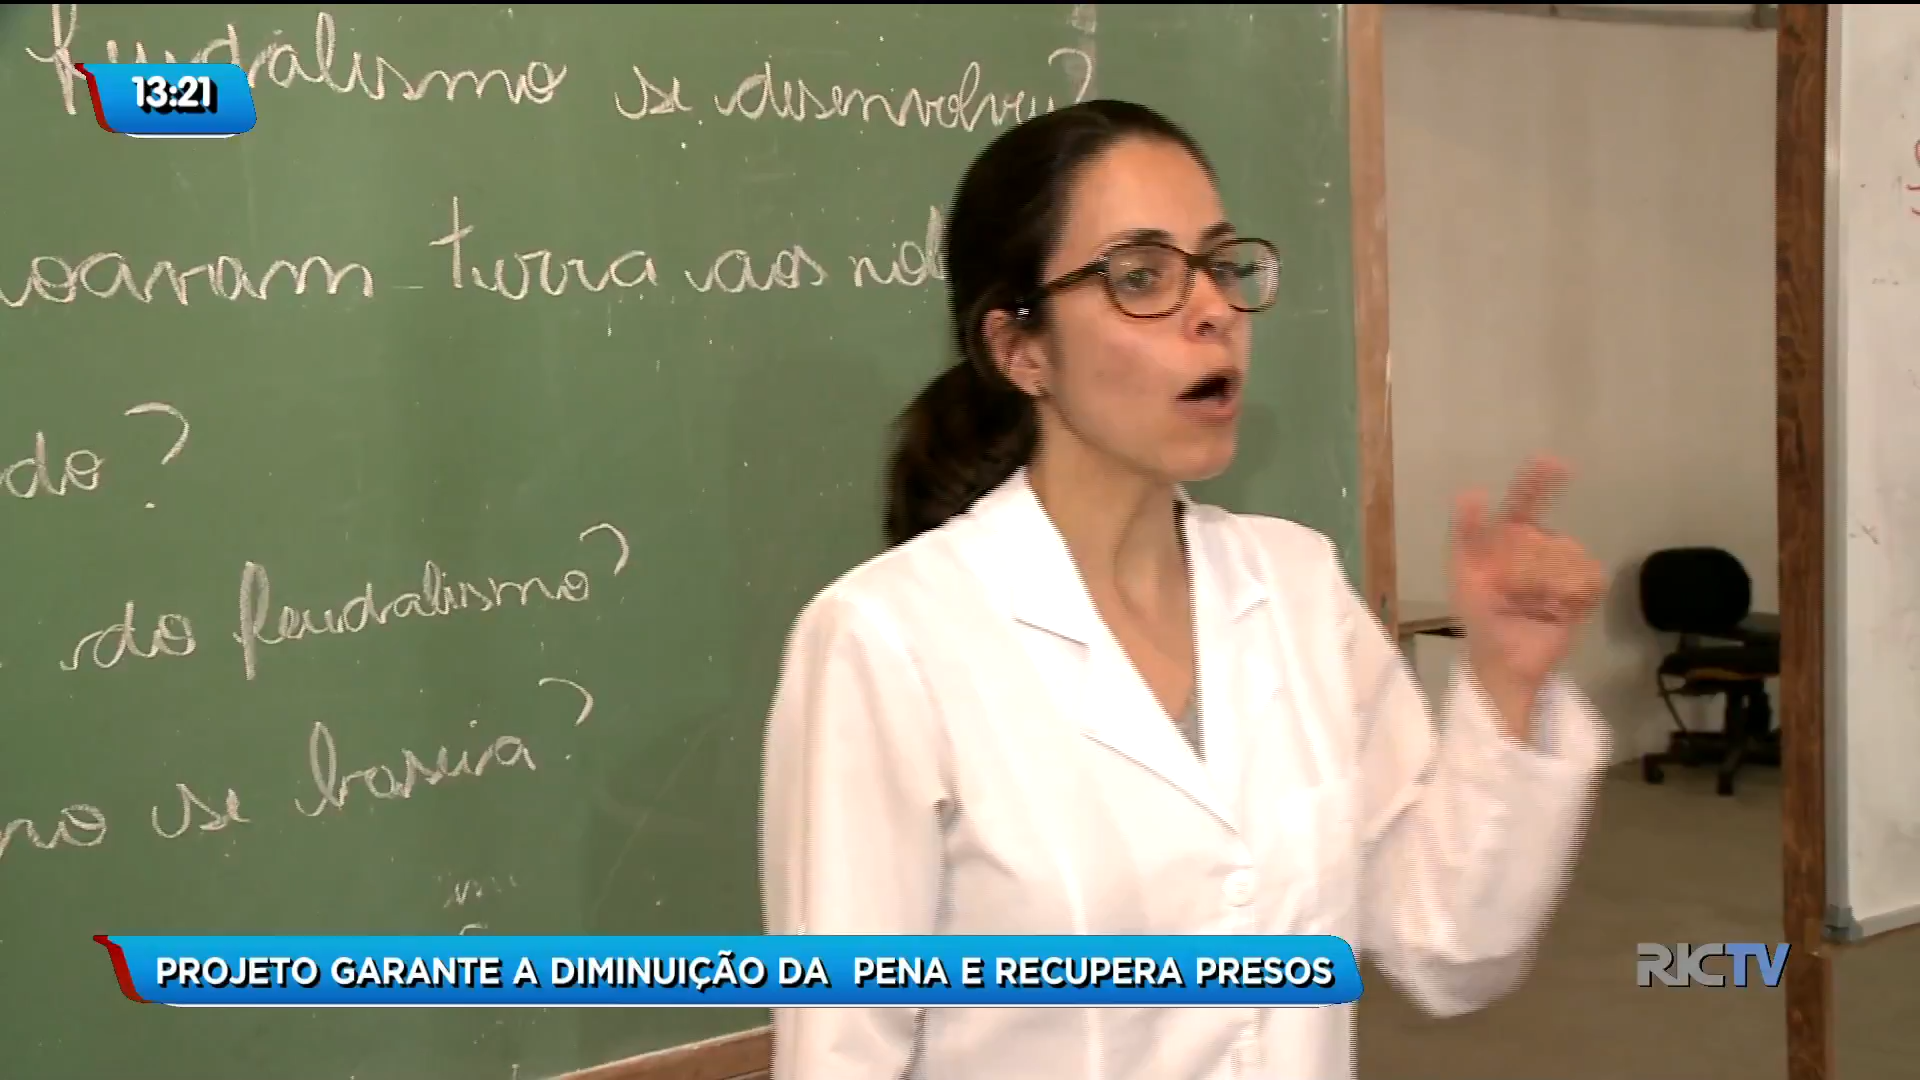 feudalismo se desenvolveu?
13:21
terra aos
do?
do feudalismo?
se baseia?
PROJETO GARANTE A DIMINUIÇÃO DA PENA E RECUPERA PRESOS
RICTV